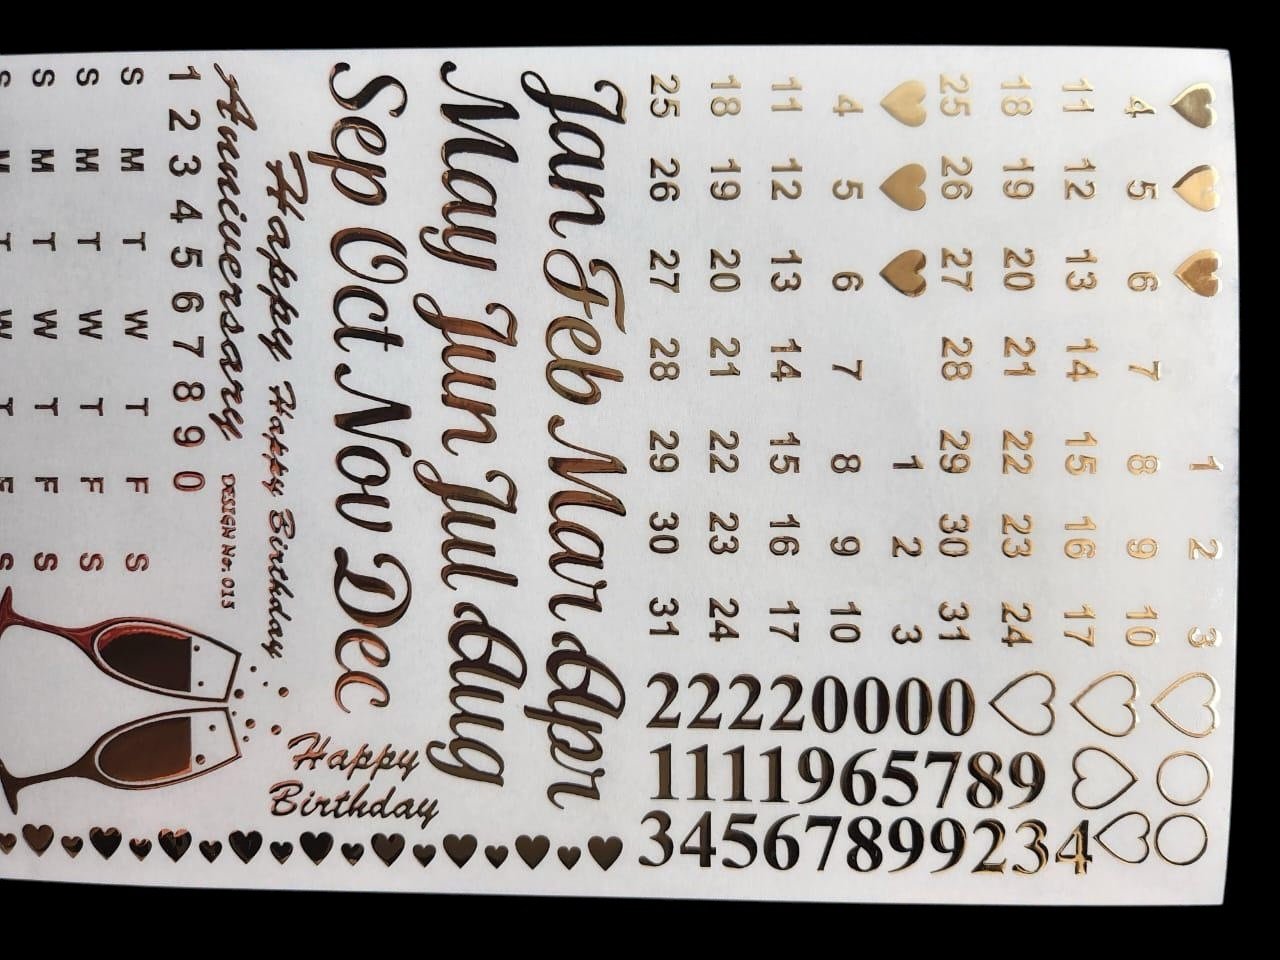 1 2 3
4 5 6 7 8 9 10
11 12 13 14 15 16 17
18 19 20 21 22 23 24
25 26 27 28 29 30 31
1 2 3
4 5 6 7 8 9 10
11 12 13 14 15 16 17
18 19 20 21 22 23 24
25 26 27 28 29 30 31
22220000
1111965789
34567899234
Jan Feb Mar Apr
May Jun Jul Aug
Sep Oct Nov Dec
Happy
Birthday
Happy Happy Birthday
Anniversary
DESIGN No. 015
1 2 3 4 5 6 7 8 9 0
S M T W T F S
S M T W T F S
S M T W T F S
S M T W T F S